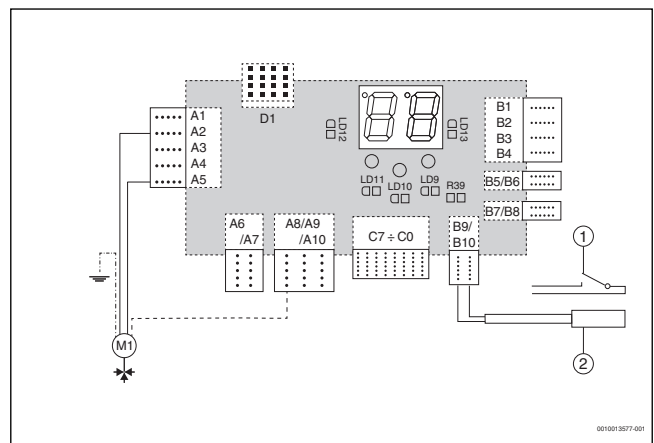 D1
A1
A2
A3
A4
A5
LD12
LD13
B1
B2
B3
B4
LD11
LD10
LD9
R39
B5/B6
B7/B8
A6
/A7
A8/A9
/A10
C7÷C0
B9/
B10
1
M1
2
0010013577-001